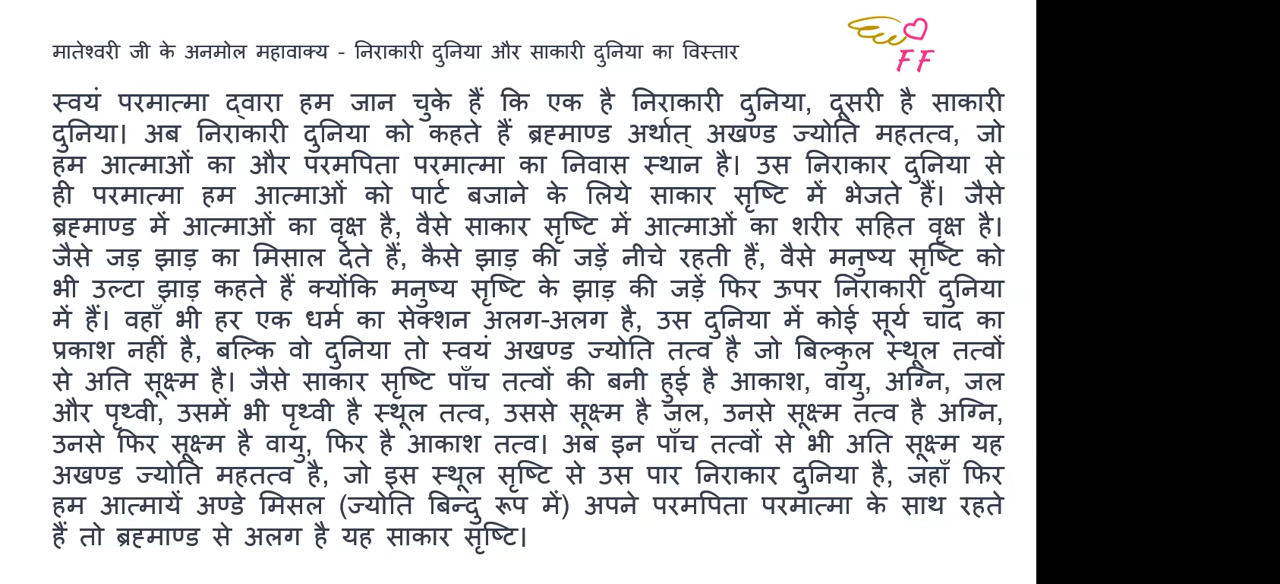 मातेश्वरी जी के अनमोल महावाक्य - निराकारी दुनिया और साकारी दुनिया का विस्तार
FF
स्वयं परमात्मा द्वारा हम जान चुके हैं कि एक है निराकारी दुनिया, दूसरी है साकारी
दुनिया। अब निराकारी दुनिया को कहते हैं ब्रह्माण्ड अर्थात् अखण्ड ज्योति महतत्व, जो
हम आत्माओं का और परमपिता परमात्मा का निवास स्थान है। उस निराकार दुनिया से
ही परमात्मा हम आत्माओं को पार्ट बजाने के लिये साकार सृष्टि में भेजते हैं। जैसे
ब्रह्माण्ड में आत्माओं का वृक्ष है, वैसे साकार सृष्टि में आत्माओं का शरीर सहित वृक्ष है।
जैसे जड़ झाड़ का मिसाल देते हैं, कैसे झाड़ की जड़ें नीचे रहती हैं, वैसे मनुष्य सृष्टि को
भी उल्टा झाड़ कहते हैं क्योंकि मनुष्य सृष्टि के झाड़ की जड़ें फिर ऊपर निराकारी दुनिया
में हैं। वहाँ भी हर एक धर्म का सेक्शन अलग-अलग है, उस दुनिया में कोई सूर्य चांद का
प्रकाश नहीं है, बल्कि वो दुनिया तो स्वयं अखण्ड ज्योति तत्व है जो बिल्कुल स्थूल तत्वों
से अति सूक्ष्म है। जैसे साकार सृष्टि पाँच तत्वों की बनी हुई है आकाश, वायु, अग्नि, जल
और पृथ्वी, उसमें भी पृथ्वी है स्थूल तत्व, उससे सूक्ष्म है जल, उनसे सूक्ष्म तत्व है अग्नि,
उनसे फिर सूक्ष्म है वायु, फिर है आकाश तत्व। अब इन पाँच तत्वों से भी अति सूक्ष्म यह
अखण्ड ज्योति महतत्व है, जो इस स्थूल सृष्टि से उस पार निराकार दुनिया है, जहाँ फिर
हम आत्मायें अण्डे मिसल (ज्योति बिन्दु रूप में) अपने परमपिता परमात्मा के साथ रहते
हैं तो ब्रह्माण्ड से अलग है यह साकार सृष्टि।